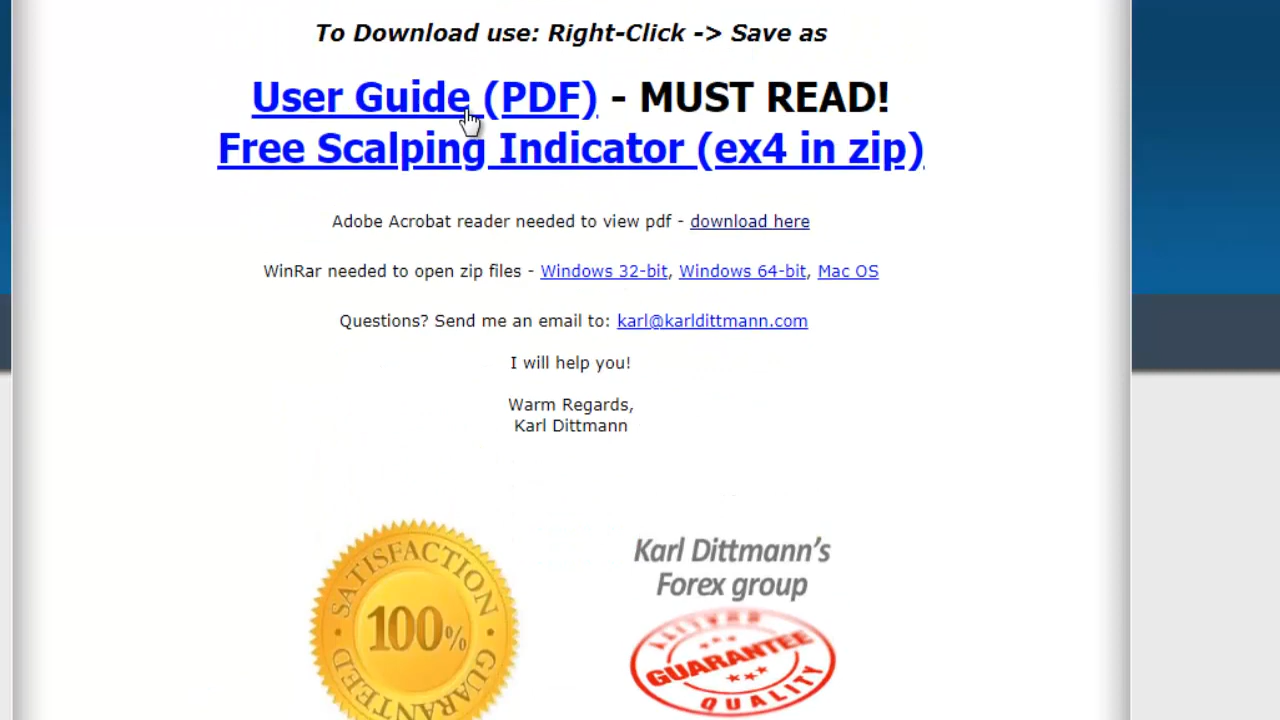 To Download use: Right-Click -> Save as
User Guide (PDF) - MUST READ!
Free Scalping Indicator (ex4 in zip)
Adobe Acrobat reader needed to view pdf - download here
WinRar needed to open zip files - Windows 32-bit, Windows 64-bit, Mac OS
Questions? Send me an email to: karl@karldittmann.com
I will help you!
Warm Regards,
Karl Dittmann
SATISFACTION
100%
GUARANTEED
Karl Dittmann's
Forex group
GUARANTEE
QUALITY